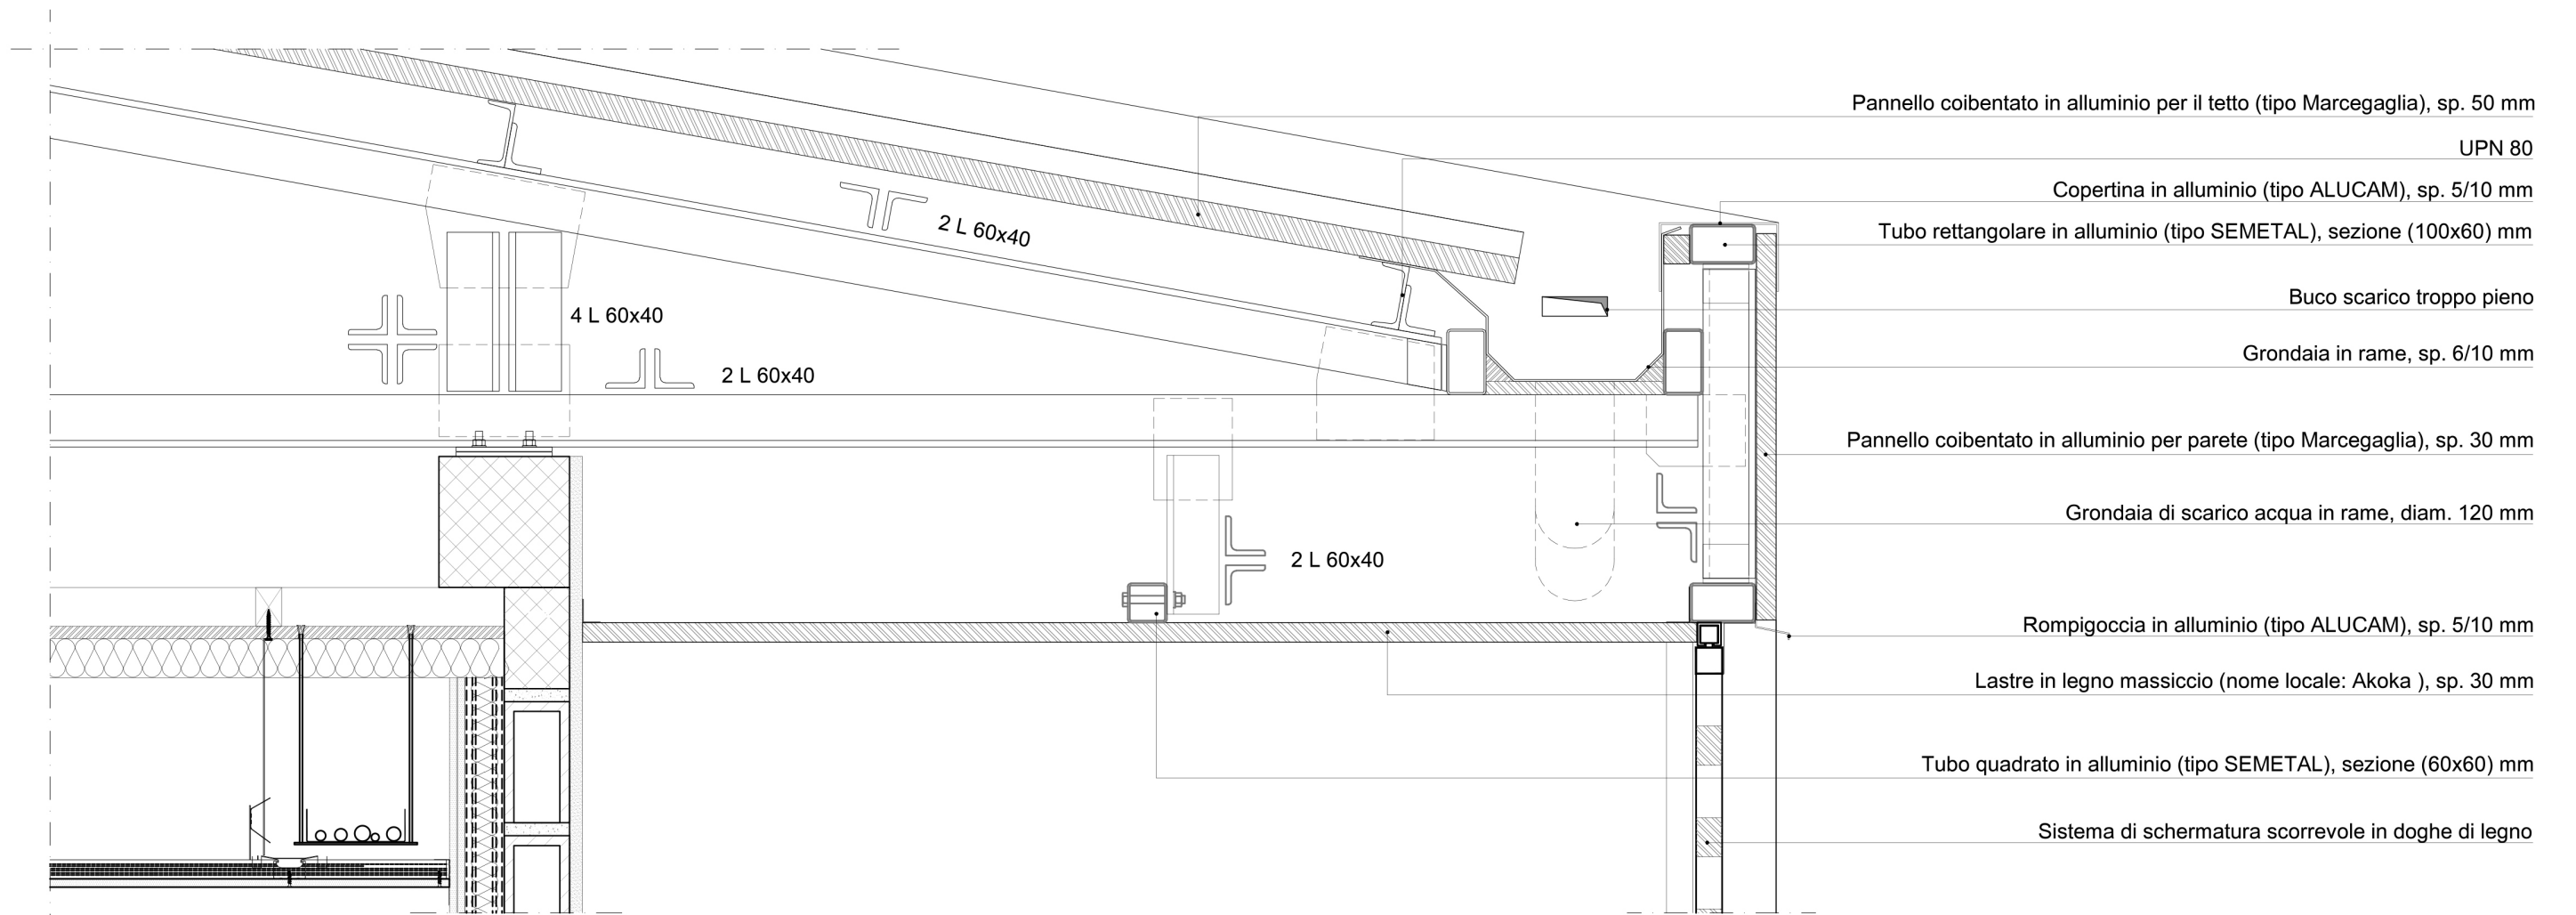 Pannello coibentato in alluminio per il tetto (tipo Marcegaglia), sp. 50 mm
UPN 80
Copertina in alluminio (tipo ALUCAM), sp. 5/10 mm
Tubo rettangolare in alluminio (tipo SEMETAL), sezione (100x60) mm
2 L 60x40
Buco scarico troppo pieno
4 L 60x40
Grondaia in rame, sp. 6/10 mm
2 L 60x40
Pannello coibentato in alluminio per parete (tipo Marcegaglia), sp. 30 mm
Grondaia di scarico acqua in rame, diam. 120 mm
2 L 60x40
Rompigoccia in alluminio (tipo ALUCAM), sp. 5/10 mm
Lastre in legno massiccio (nome locale: Akoka ), sp. 30 mm
Tubo quadrato in alluminio (tipo SEMETAL), sezione (60x60) mm
Sistema di schermatura scorrevole in doghe di legno